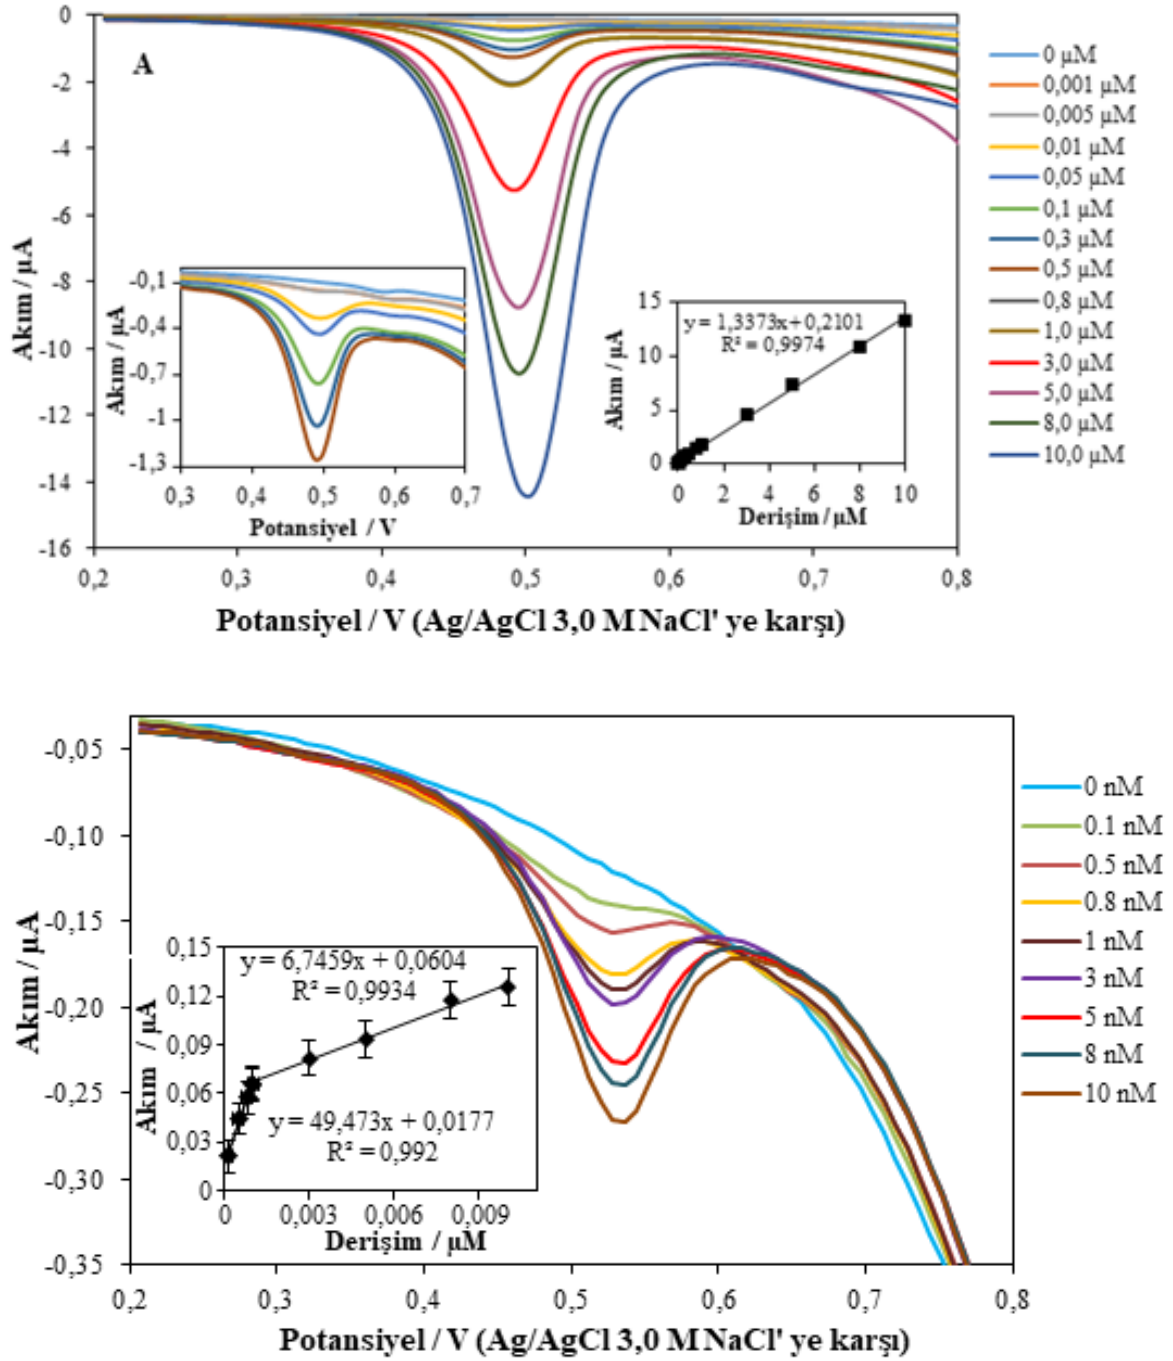 0
-2
-4
-6
-8
-10
-12
-14
-16
Akım / µA
A
0 µM
0,001 µM
0,005 µM
0,01 µM
0,05 µM
0,1 µM
0,3 µM
0,5 µM
0,8 µM
1,0 µM
3,0 µM
5,0 µM
8,0 µM
10,0 µM
-0,1
-0,4
-0,7
-1
-1,3
Akım / µA
0,3 0,4 0,5 0,6 0,7
Potansiyel / V
15
10
5
0
Akım / µA
y = 1,3373x + 0,2101
R² = 0,9974
0 2 4 6 8 10
Derişim / µM
0,2 0,3 0,4 0,5 0,6 0,7 0,8
Potansiyel / V (Ag/AgCl 3,0 M NaCl' ye karşı)
-0,05
-0,10
-0,15
-0,20
-0,25
-0,30
-0,35
Akım / µA
0 nM
0.1 nM
0.5 nM
0.8 nM
1 nM
3 nM
5 nM
8 nM
10 nM
0,15
0,12
0,09
0,06
0,03
0
Akım / µA
y = 6,7459x + 0,0604
R² = 0,9934
y = 49,473x + 0,0177
R² = 0,992
0 0,003 0,006 0,009
Derişim / µM
0,2 0,3 0,4 0,5 0,6 0,7 0,8
Potansiyel / V (Ag/AgCl 3,0 M NaCl' ye karşı)